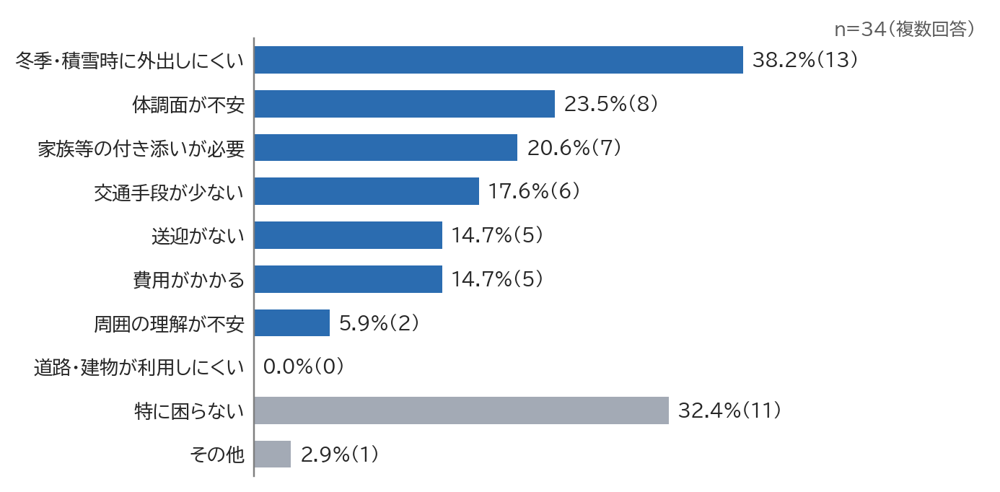 n=34(複数回答)
冬季・積雪時に外出しにくい 38.2%(13)
体調面が不安 23.5%(8)
家族等の付き添いが必要 20.6%(7)
交通手段が少ない 17.6%(6)
送迎がない 14.7%(5)
費用がかかる 14.7%(5)
周囲の理解が不安 5.9%(2)
道路・建物が利用しにくい 0.0%(0)
特に困らない 32.4%(11)
その他 2.9%(1)